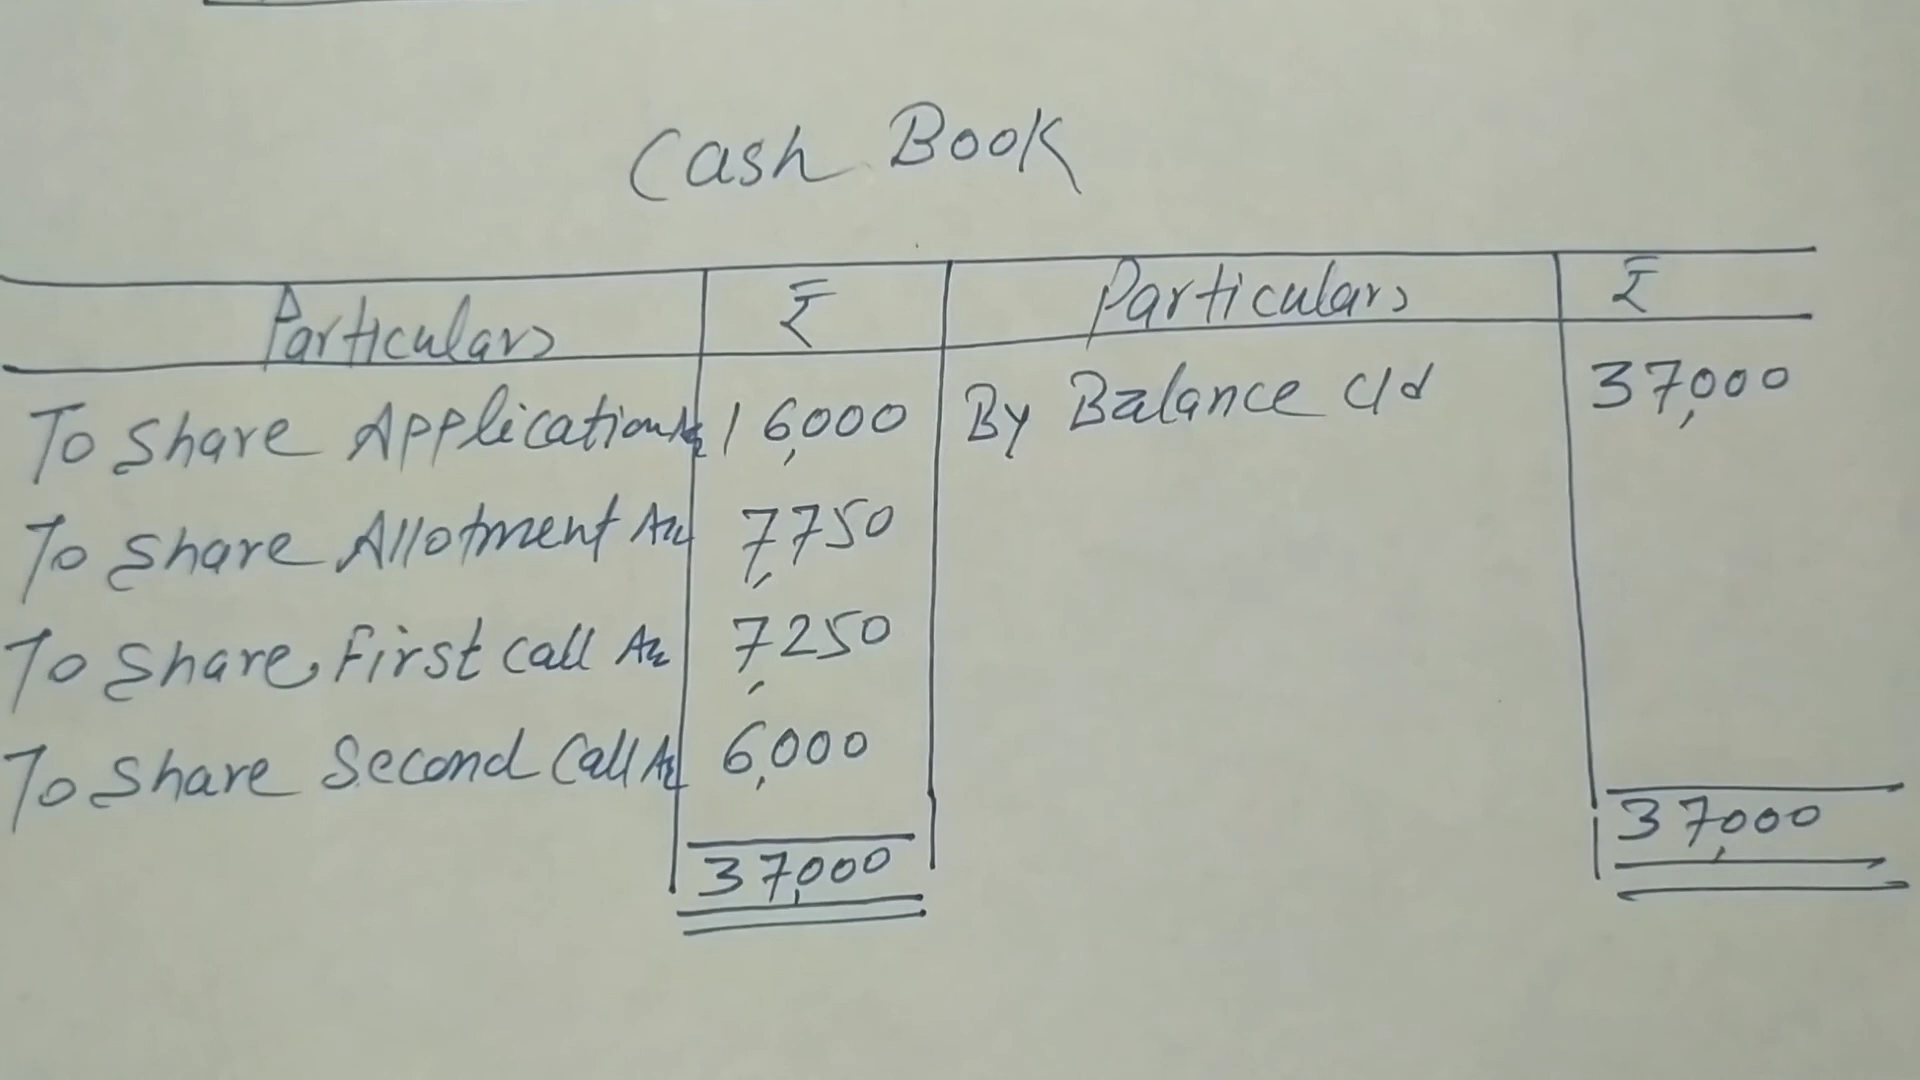 Cash Book
Particulars ₹ Particulars ₹
To Share Application A/c 16,000 By Balance c/d 37,000
To Share Allotment A/c 7,750
To Share First call A/c 7,250
To Share Second Call A/c 6,000
37,000 37,000